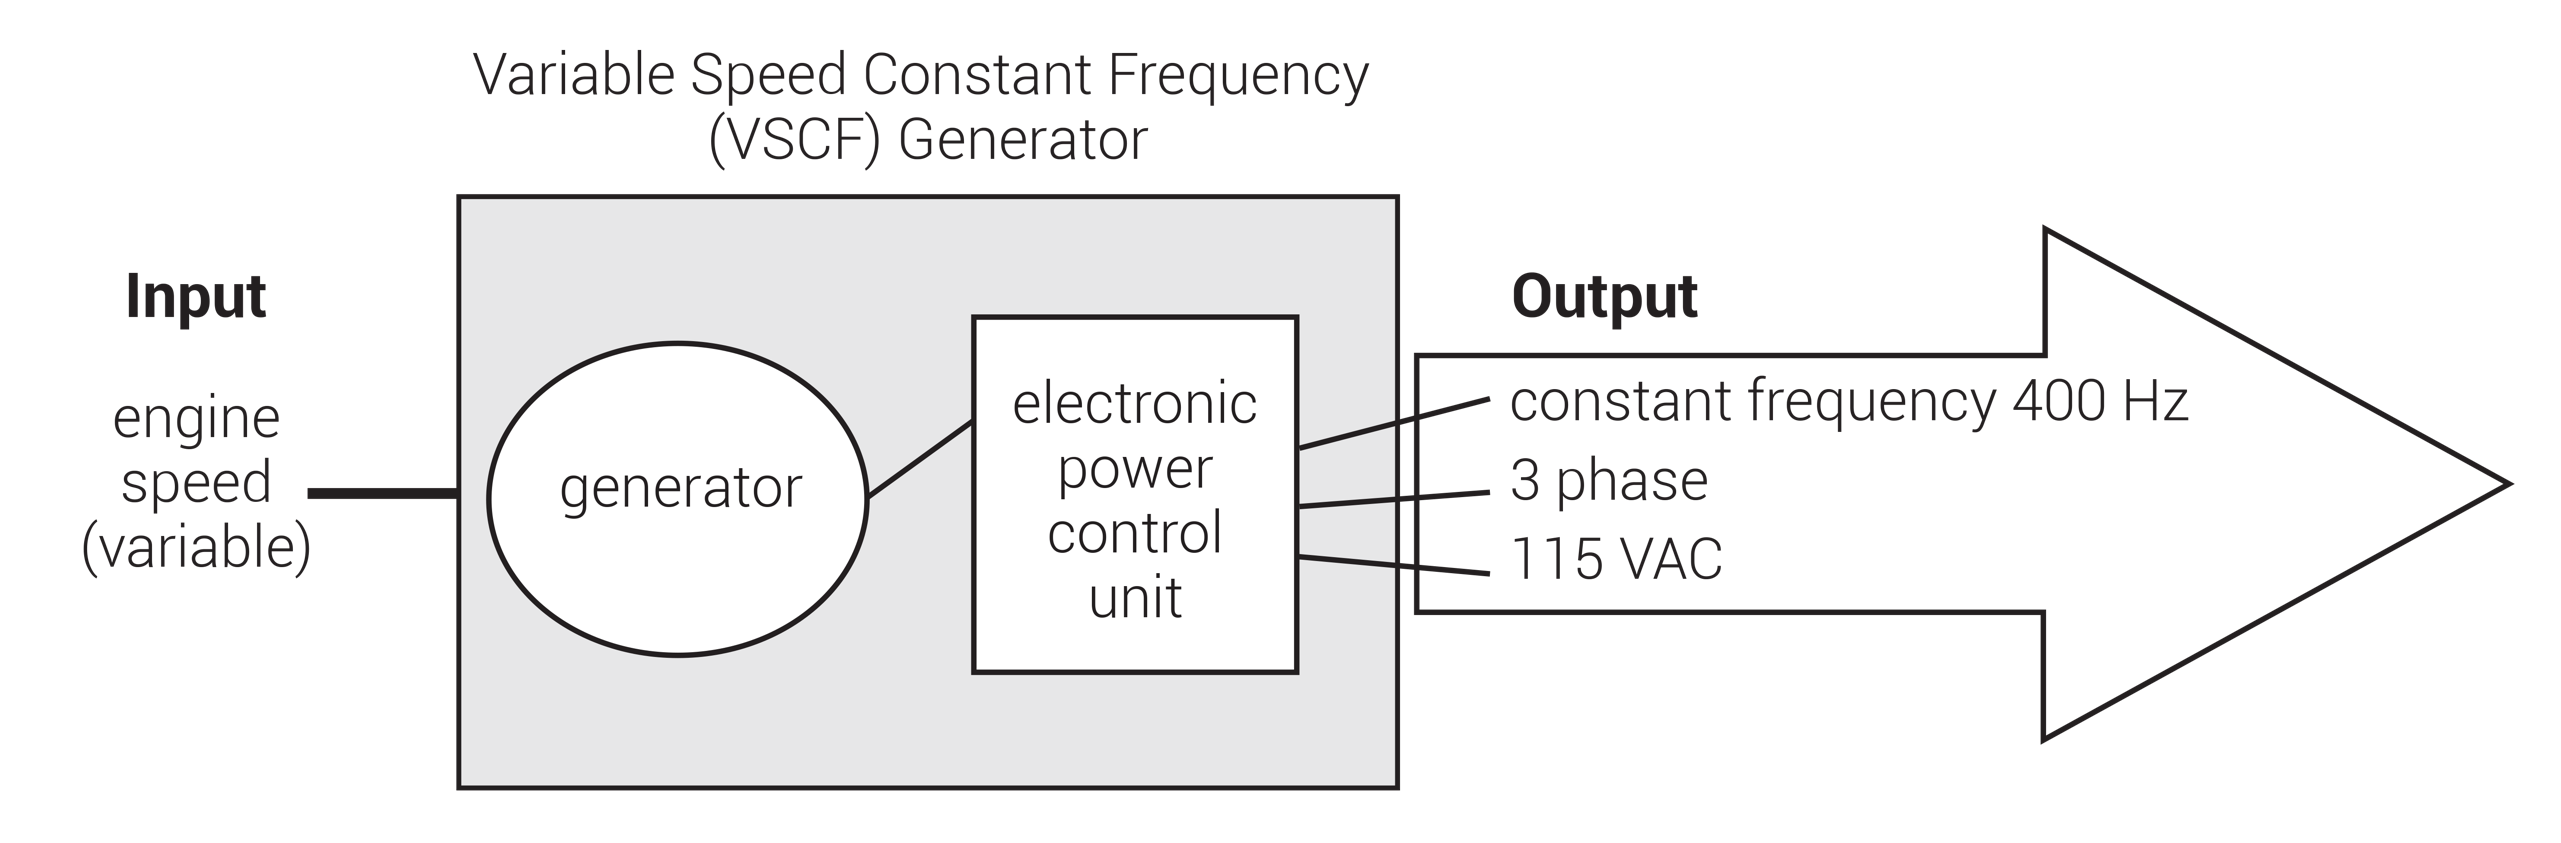 Variable Speed Constant Frequency
(VSCF) Generator
Input
engine
speed
(variable)
generator
electronic
power
control
unit
Output
constant frequency 400 Hz
3 phase
115 VAC